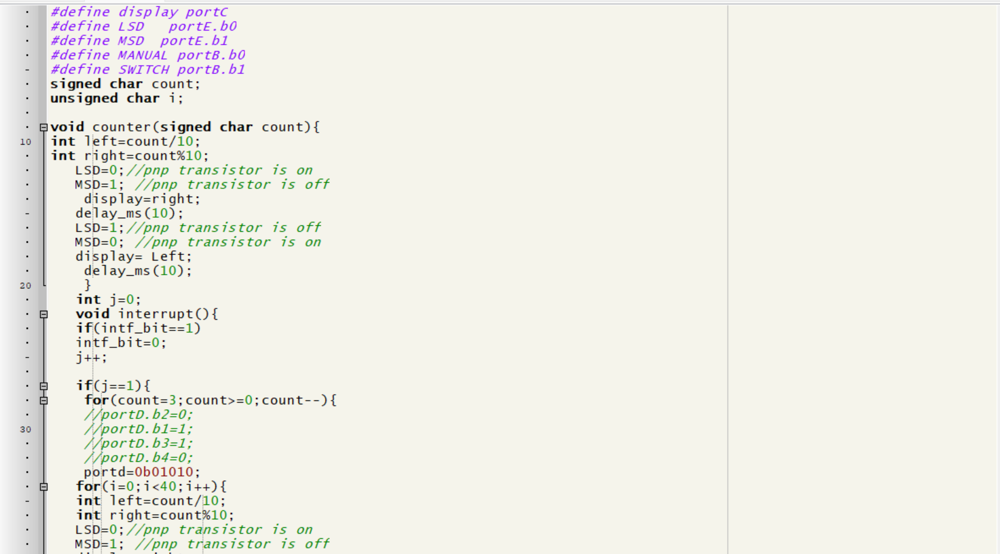 #define display portC
#define LSD   portE.b0
#define MSD  portE.b1
#define MANUAL portB.b0
#define SWITCH portB.b1
signed char count;
unsigned char i;
void counter(signed char count){
10 int left=count/10;
int right=count%10;
LSD=0;//pnp transistor is on
MSD=1; //pnp transistor is off
display=right;
delay_ms(10);
LSD=1;//pnp transistor is off
MSD=0; //pnp transistor is on
display= Left;
delay_ms(10);
20 }
int j=0;
void interrupt(){
if(intf_bit==1)
intf_bit=0;
j++;
if(j==1){
for(count=3;count>=0;count--){
//portD.b2=0;
30 //portD.b1=1;
//portD.b3=1;
//portD.b4=0;
portd=0b01010;
for(i=0;i<40;i++){
int left=count/10;
int right=count%10;
LSD=0;//pnp transistor is on
MSD=1; //pnp transistor is off